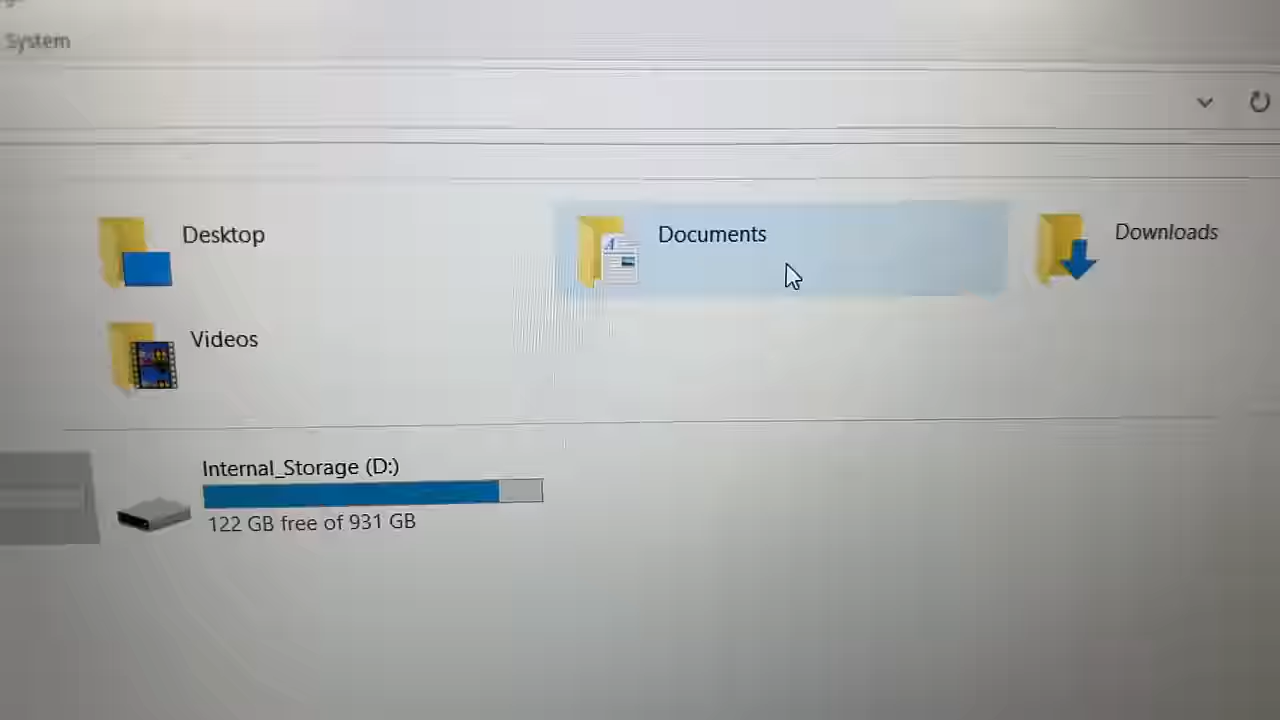 System
Desktop
Documents
Downloads
Videos
Internal_Storage (D:)
122 GB free of 931 GB